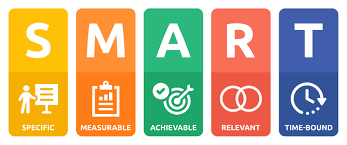 S M A R T
SPECIFIC MEASURABLE ACHIEVABLE RELEVANT TIME-BOUND